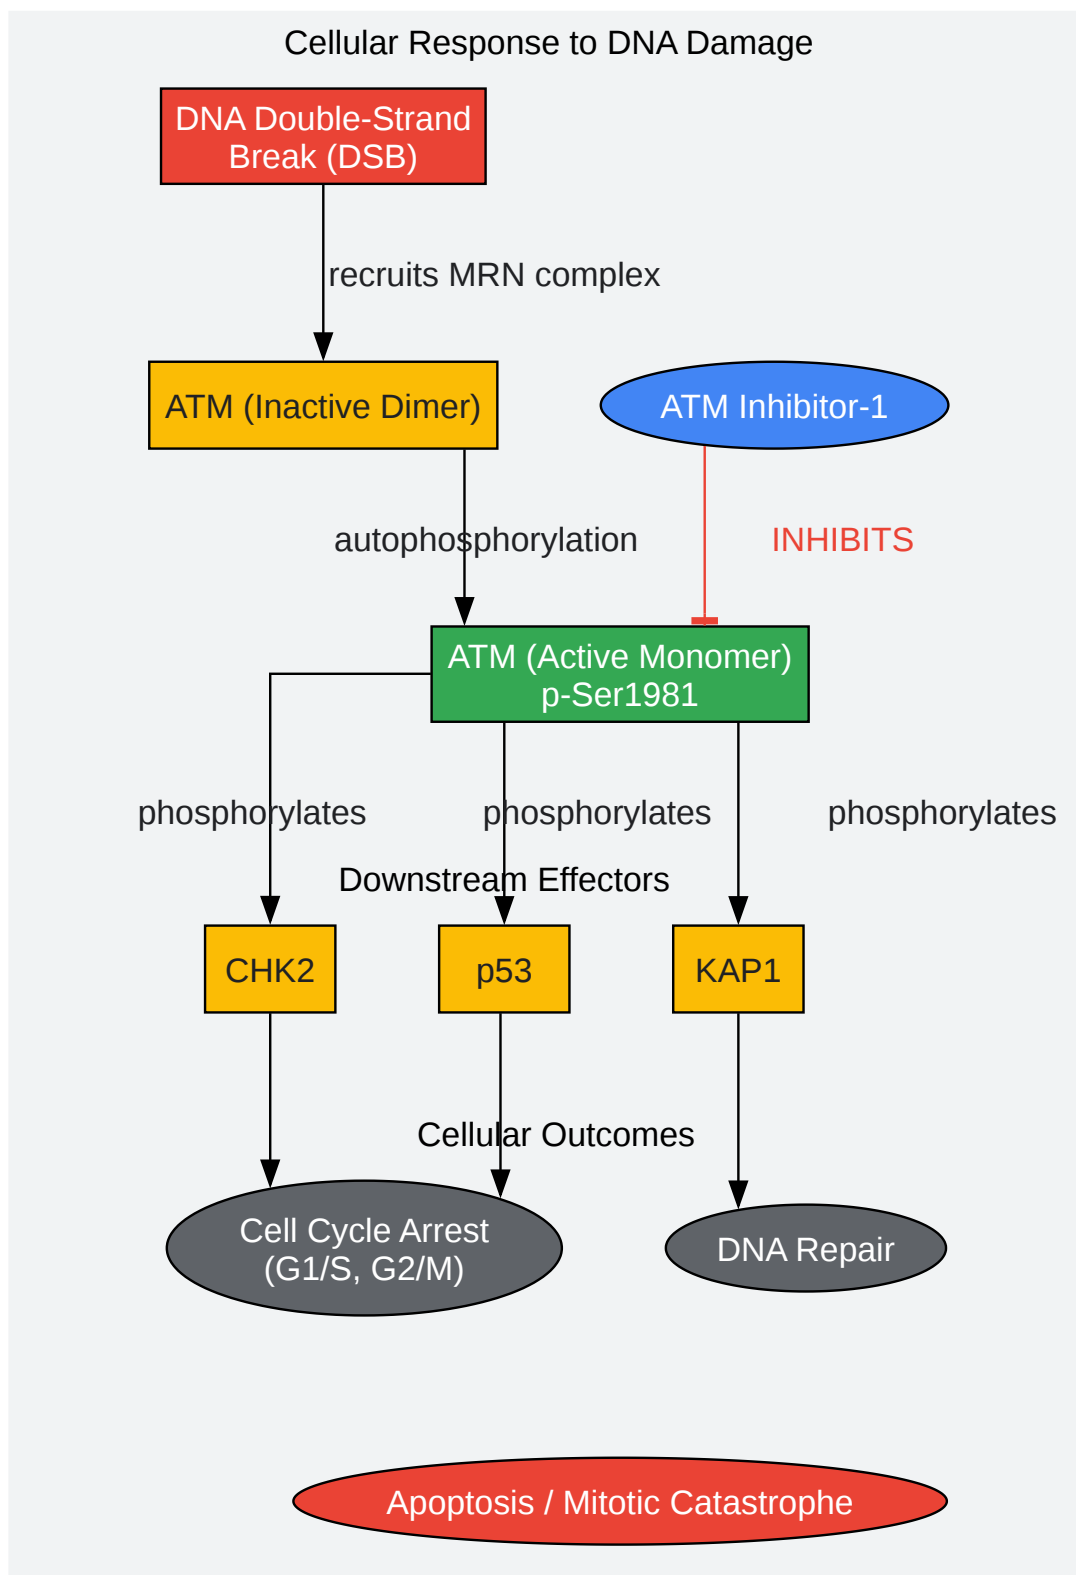 Cellular Response to DNA Damage
DNA Double-Strand
Break (DSB)
recruits MRN complex
ATM (Inactive Dimer)
ATM Inhibitor-1
autophosphorylation
INHIBITS
ATM (Active Monomer)
p-Ser1981
phosphorylates
phosphorylates
phosphorylates
Downstream Effectors
CHK2
p53
KAP1
Cellular Outcomes
Cell Cycle Arrest
(G1/S, G2/M)
DNA Repair
Apoptosis / Mitotic Catastrophe